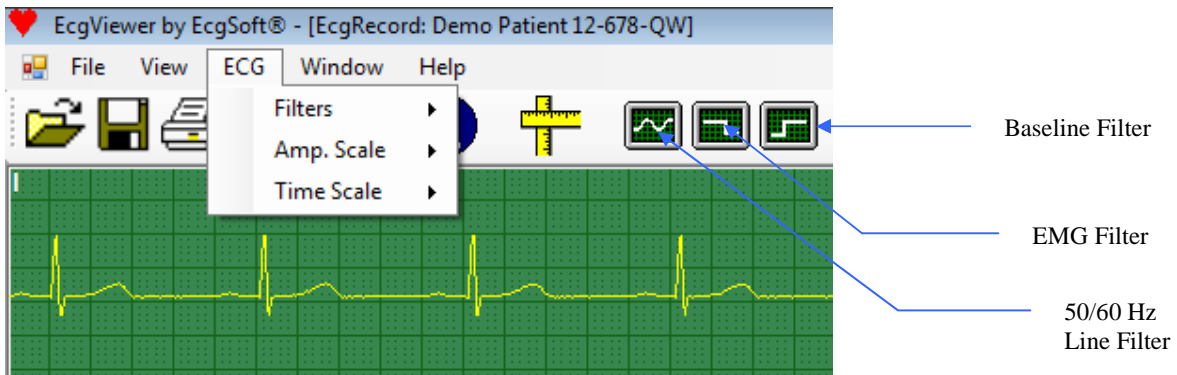 EcgViewer by EcgSoft® - [EcgRecord: Demo Patient 12-678-QW]
File View ECG Window Help
Filters
Amp. Scale
Time Scale
I
Baseline Filter
EMG Filter
50/60 Hz
Line Filter